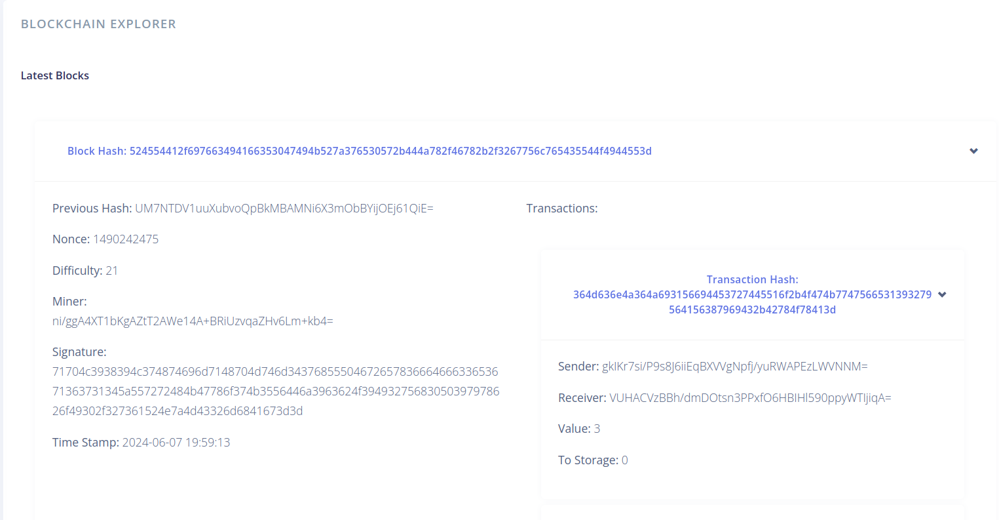 BLOCKCHAIN EXPLORER
Latest Blocks
Block Hash: 524554412f697663494166353047494b527a376530572b444a782f46782b2f3267756c765435544f4944553d
Previous Hash: UM7NTDV1uuXubvoQpBkMBAMNi6X3mObBYijOEj61QiE=
Nonce: 1490242475
Difficulty: 21
Miner:
ni/ggA4XT1bKgAZtT2AWe14A+BRiUzvqaZHv6Lm+kb4=
Signature:
71704c3938394c374874696d7148704d746d343768555046726578366646663365 36
71363731345a557272484b47786f374b3556446a3963624f394932756830503979786
26f49302f327361524e7a4d43326d6841673d3d
Time Stamp: 2024-06-07 19:59:13
Transactions:
Transaction Hash:
364d636e4a364a693156694453727445516f2b4f474b7747566531393279
564156387969432b42784f78413d
Sender: gkIKr7si/P9s8J6iiEqBXVVgNpfj/yuRWAPEzLWVNNM=
Receiver: VUHACVzBBh/dmDOtsn3PPxfO6HBIHl590ppyWTIjiqA=
Value: 3
To Storage: 0